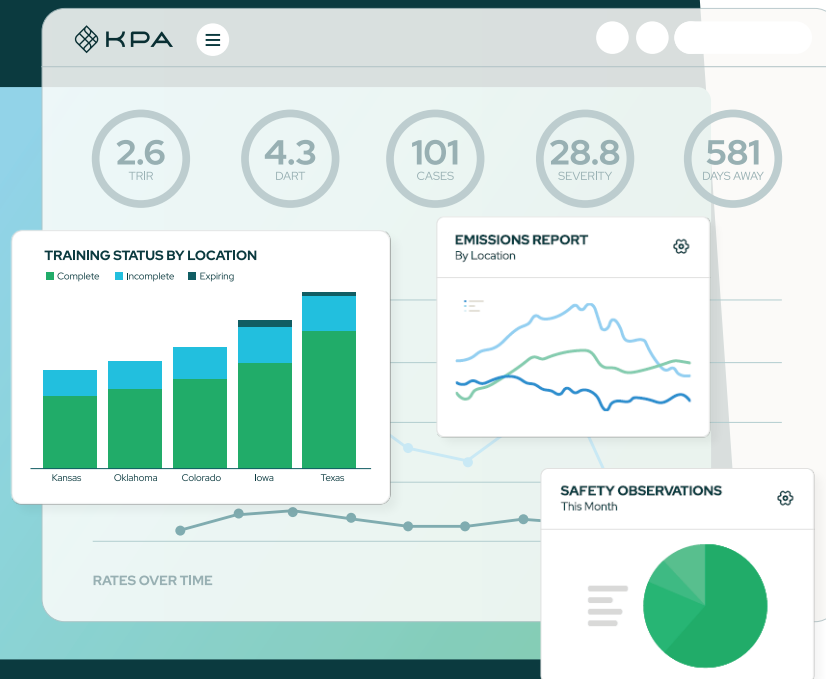 KPA
2.6
TRIR
4.3
DART
101
CASES
28.8
SEVERITY
581
DAYS AWAY
TRAINING STATUS BY LOCATION
Complete Incomplete Expiring
Kansas Oklahoma Colorado Iowa Texas
EMISSIONS REPORT
By Location
SAFETY OBSERVATIONS
This Month
RATES OVER TIME